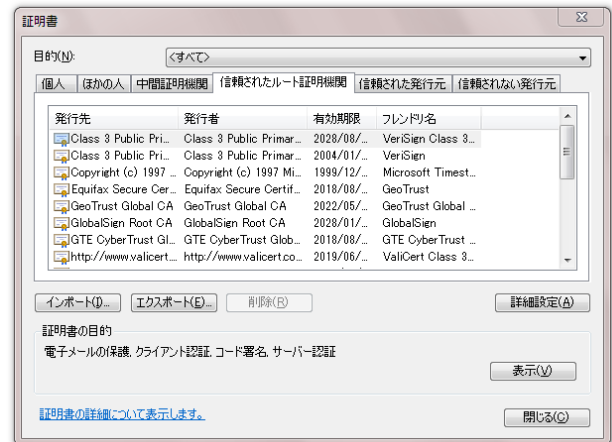 証明書
目的(N): <すべて>
個人 ほかの人 中間証明機関 信頼されたルート証明機関 信頼された発行元 信頼されない発行元
発行先 発行者 有効期限 フレンドリ名
Class 3 Public Pri... Class 3 Public Primar... 2028/08/... VeriSign Class 3...
Class 3 Public Pri... Class 3 Public Primar... 2004/01/... VeriSign
Copyright (c) 1997 ... Copyright (c) 1997 Mi... 1999/12/... Microsoft Timest...
Equifax Secure Cer... Equifax Secure Certif... 2018/08/... GeoTrust
GeoTrust Global CA GeoTrust Global CA 2022/05/... GeoTrust Global ...
GlobalSign Root CA GlobalSign Root CA 2028/01/... GlobalSign
GTE CyberTrust Gl... GTE CyberTrust Glob... 2018/08/... GTE CyberTrust ...
http://www.valicert.... http://www.valicert.co... 2019/06/... ValiCert Class 3...
インポート(I)... エクスポート(E)... 削除(R) 詳細設定(A)
証明書の目的
電子メールの保護, クライアント認証, コード署名, サーバー認証
表示(V)
証明書の詳細について表示します。 閉じる(C)